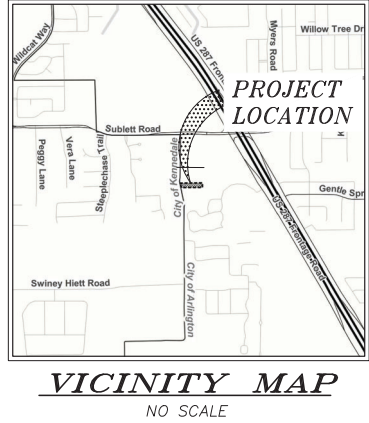 Wildcat Way
US 287 Fron
Myers Road
Willow Tree Dr
PROJECT
LOCATION
Sublett Road
K
Peggy Lane
Vera Lane
Steeplechase Trail
City of Kennedale
Gentle Spr
US 287 Frontage Road
Swiney Hiett Road
City of Arlington
VICINITY MAP
NO SCALE